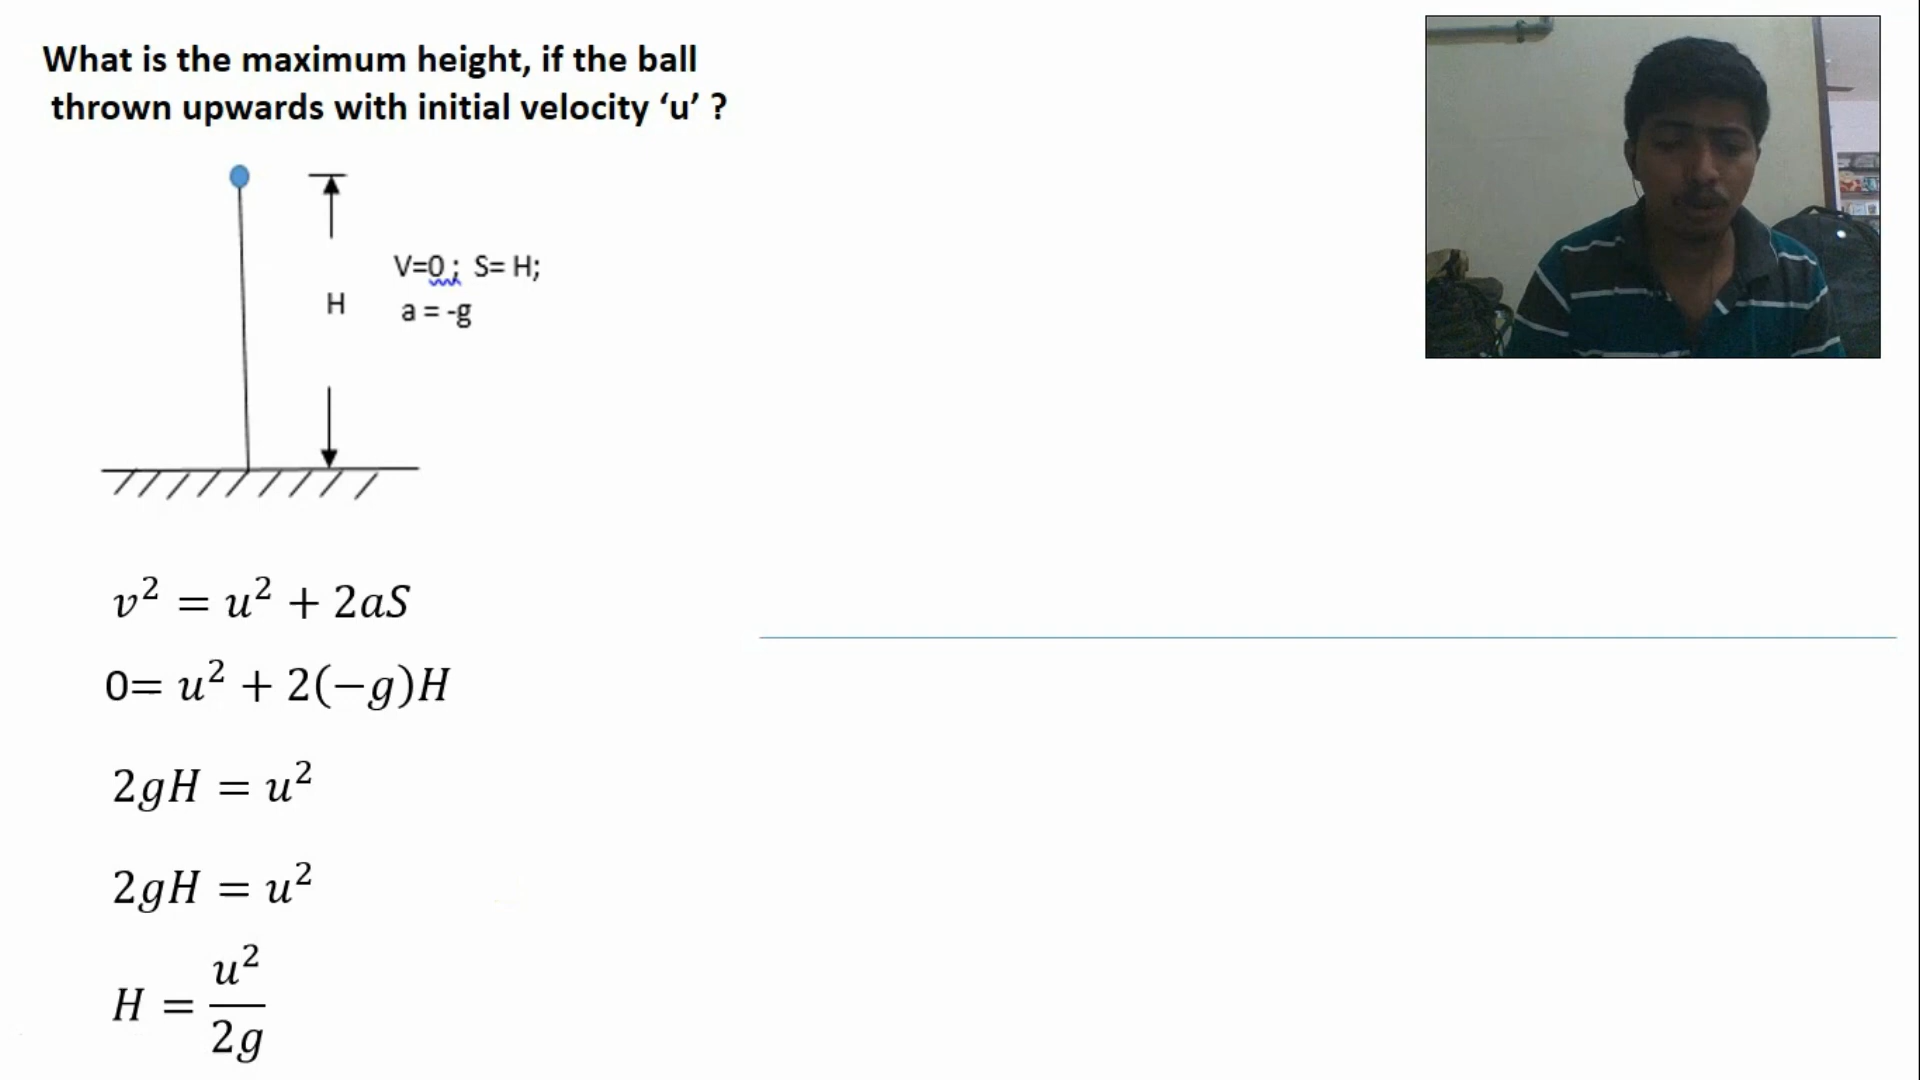 What is the maximum height, if the ball
thrown upwards with initial velocity ‘u’ ?
V=0 ; S= H;
H
a = -g
v² = u² + 2aS
0= u² + 2(−g)H
2gH = u²
2gH = u²
H = u²/2g